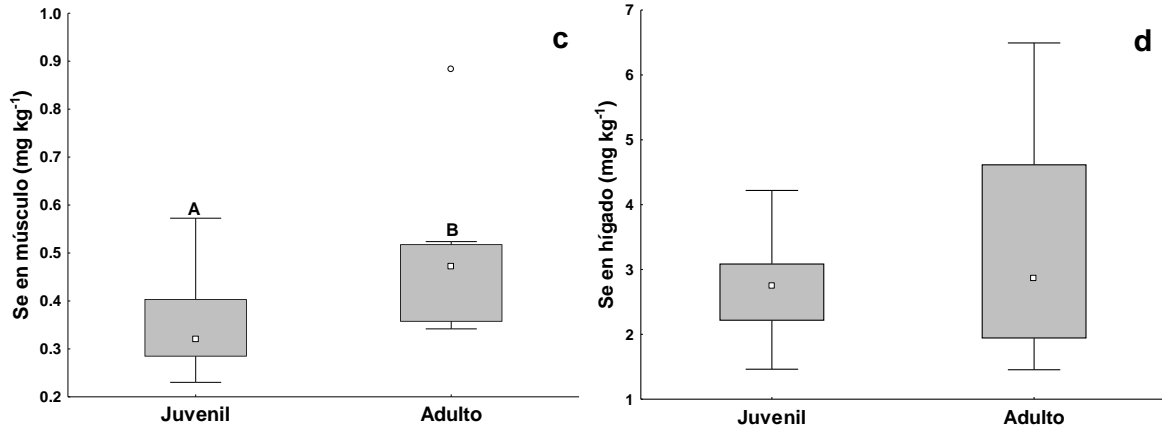 c
Se en músculo (mg kg-1)
1.0
0.9
0.8
0.7
0.6
0.5
0.4
0.3
0.2
A
B
Juvenil Adulto
d
Se en hígado (mg kg-1)
7
6
5
4
3
2
1
Juvenil Adulto